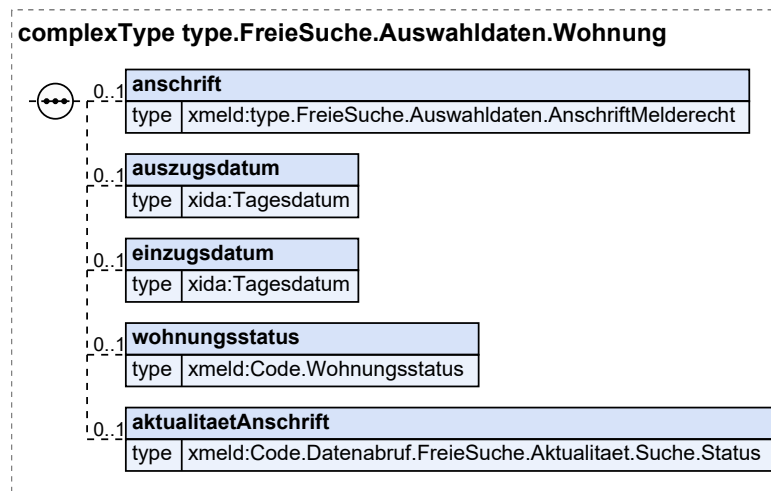 complexType type.FreieSuche.Auswahldaten.Wohnung
0..1 anschrift
type xmeld:type.FreieSuche.Auswahldaten.AnschriftMelderecht
0..1 auszugsdatum
type xida:Tagesdatum
0..1 einzugsdatum
type xida:Tagesdatum
0..1 wohnungsstatus
type xmeld:Code.Wohnungsstatus
0..1 aktualitaetAnschrift
type xmeld:Code.Datenabruf.FreieSuche.Aktualitaet.Suche.Status